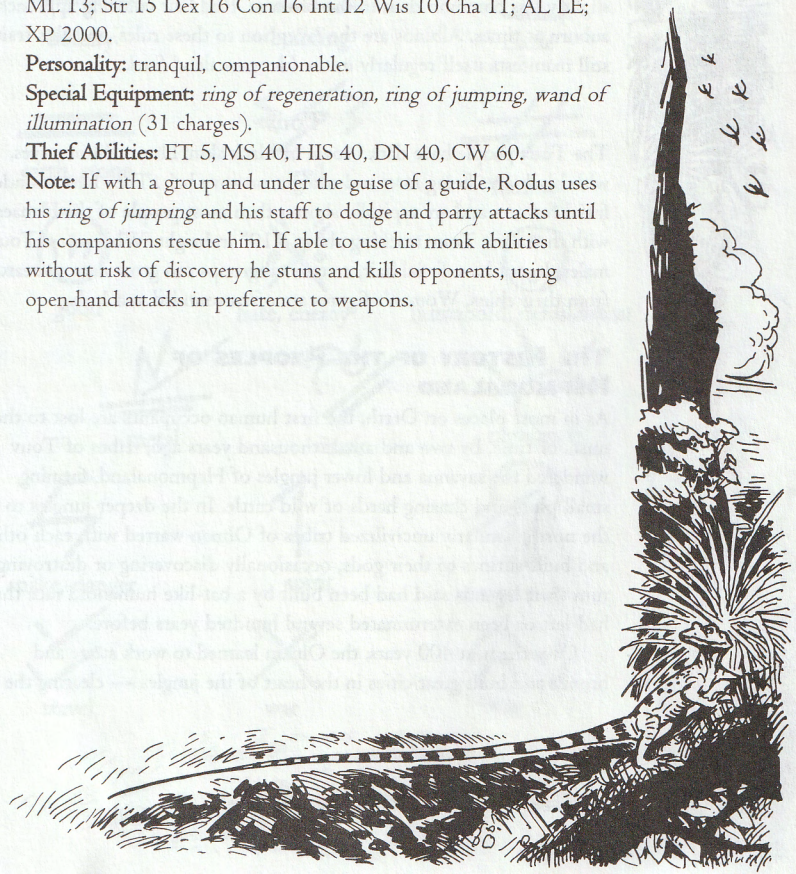 ML 13; Str 15 Dex 16 Con 16 Int 12 Wis 10 Cha 11; AL LE;
XP 2000.
Personality: tranquil, companionable.
Special Equipment: ring of regeneration, ring of jumping, wand of
illumination (31 charges).
Thief Abilities: FT 5, MS 40, HIS 40, DN 40, CW 60.
Note: If with a group and under the guise of a guide, Rodus uses
his ring of jumping and his staff to dodge and parry attacks until
his companions rescue him. If able to use his monk abilities
without risk of discovery he stuns and kills opponents, using
open-hand attacks in preference to weapons.